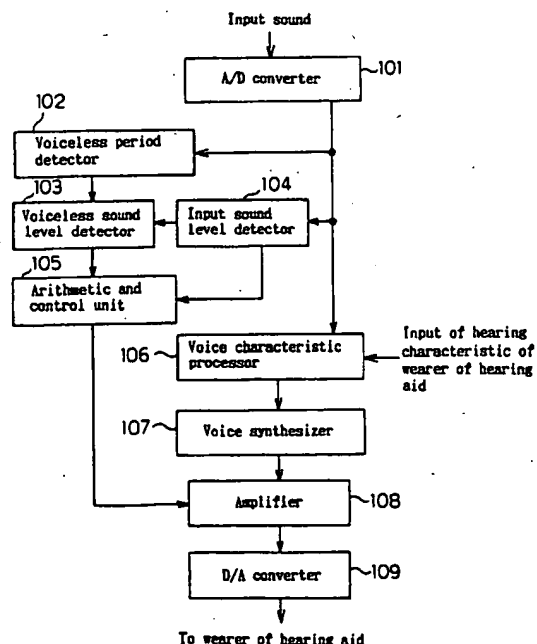 Input sound
A/D converter
101
102
Voiceless period
detector
103
104
Voiceless sound
level detector
Input sound
level detector
105
Arithmetic and
control unit
106
Voice characteristic
processor
Input of hearing
characteristic of
wearer of hearing
aid
107
Voice synthesizer
Amplifier
108
D/A converter
109
To wearer of hearing aid